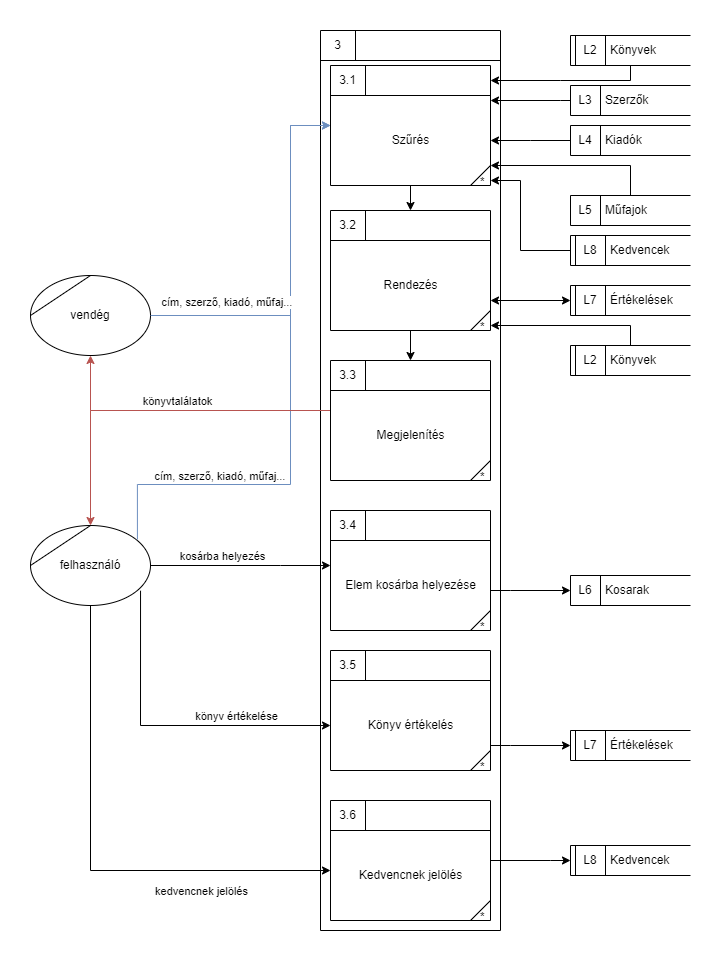 3
L2 Könyvek
3.1
L3 Szerzők
Szűrés
L4 Kiadók
*
L5 Műfajok
3.2
L8 Kedvencek
Rendezés
L7 Értékelések
cím, szerző, kiadó, műfaj...
vendég
*
L2 Könyvek
3.3
könyvtalálatok
Megjelenítés
*
cím, szerző, kiadó, műfaj...
3.4
kosárba helyezés
felhasználó
Elem kosárba helyezése
L6 Kosarak
*
3.5
könyv értékelése
Könyv értékelés
L7 Értékelések
*
3.6
L8 Kedvencek
Kedvencnek jelölés
kedvencnek jelölés
*